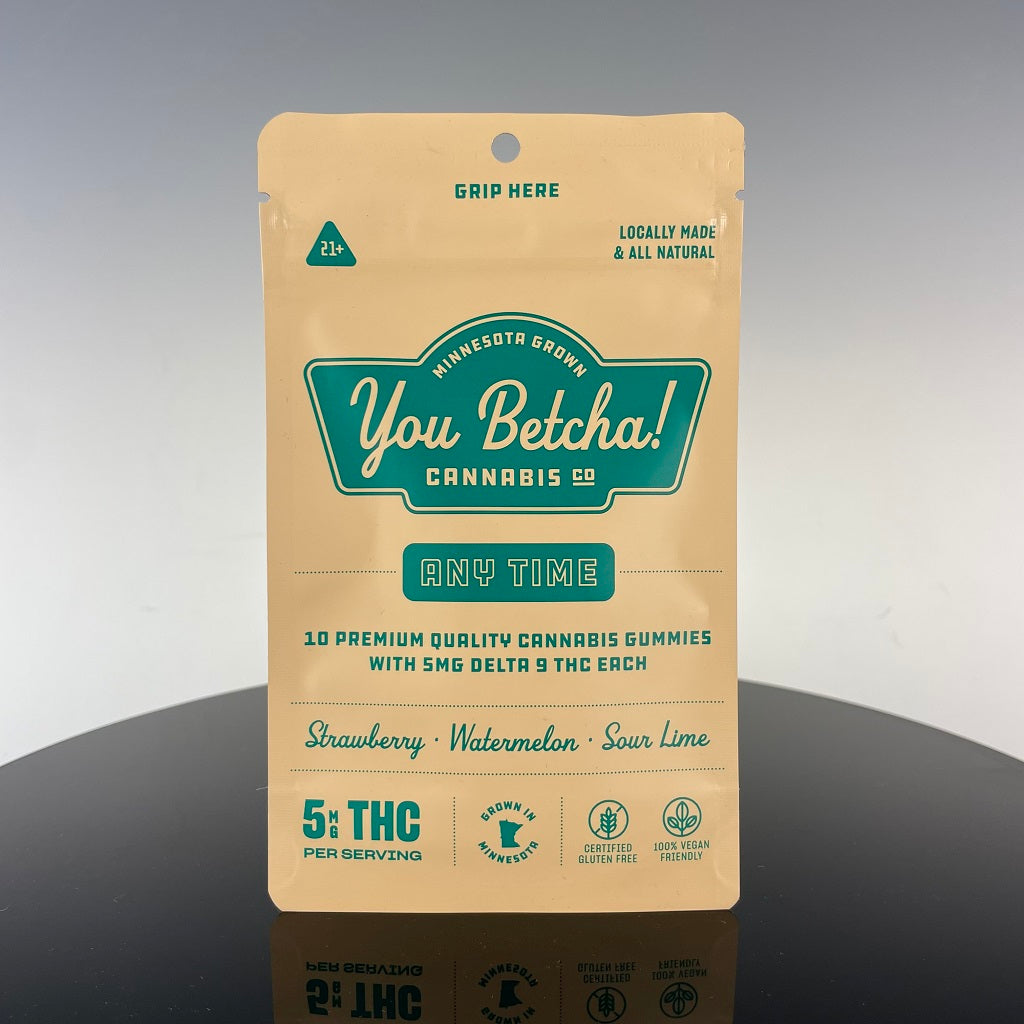 GRIP HERE
21+
LOCALLY MADE
& ALL NATURAL
MINNESOTA GROWN
You Betcha!
CANNABIS CO
ANY TIME
10 PREMIUM QUALITY CANNABIS GUMMIES
WITH 5MG DELTA 9 THC EACH
Strawberry · Watermelon · Sour Lime
5MG THC
PER SERVING
GROWN IN
MINNESOTA
CERTIFIED
GLUTEN FREE
100% VEGAN
FRIENDLY